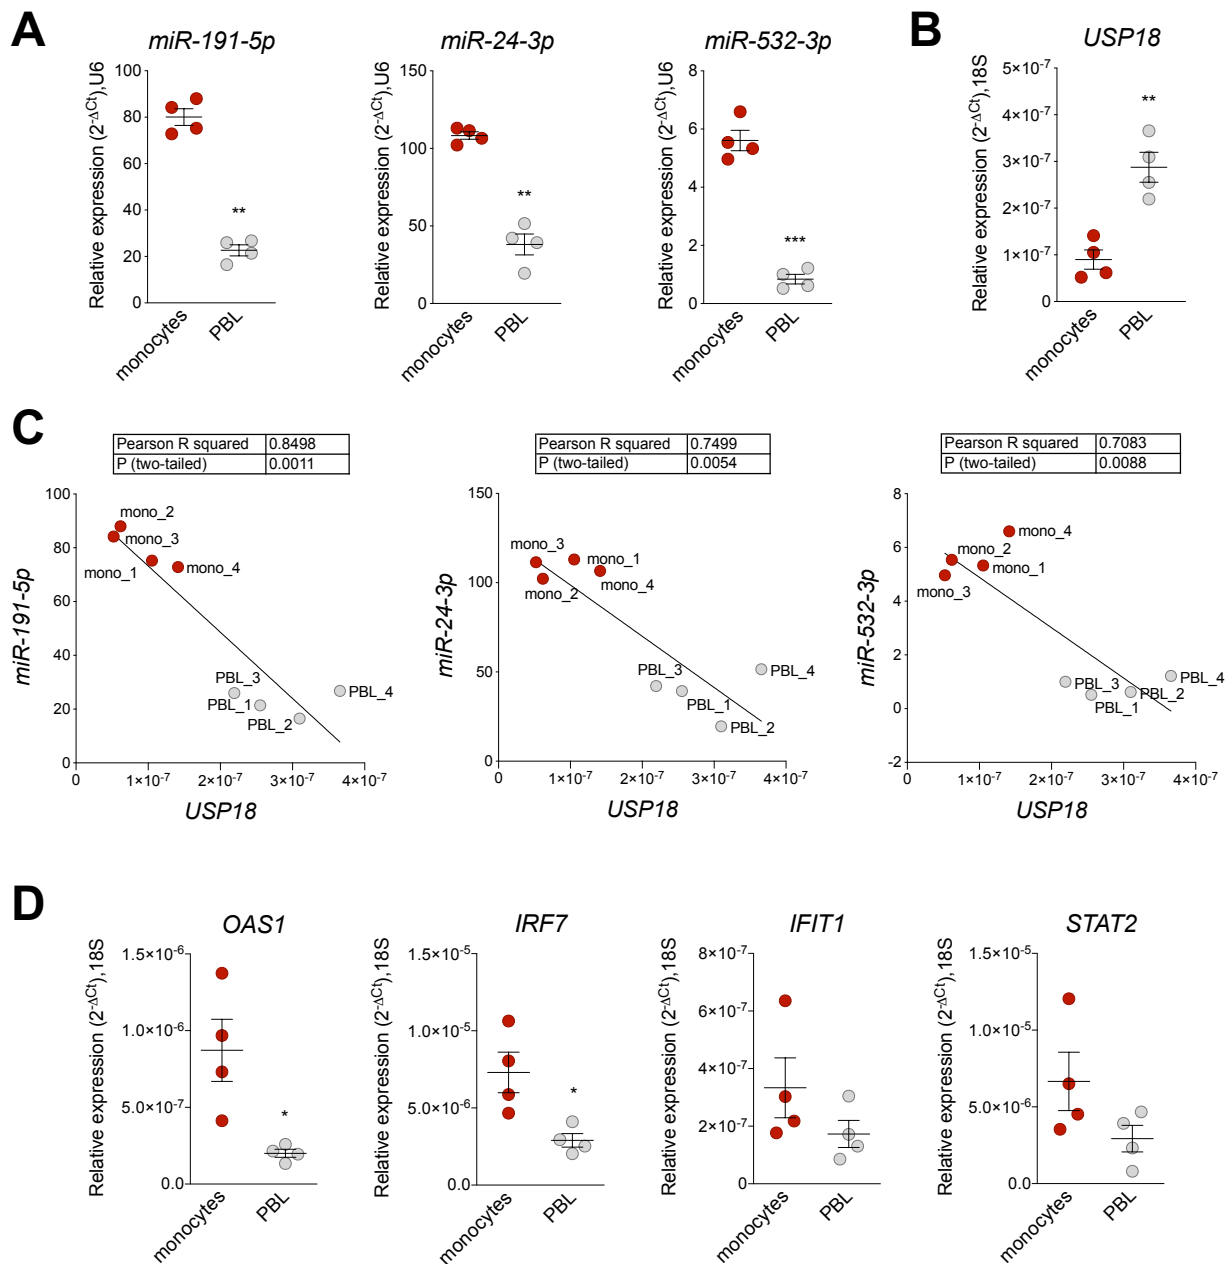 A
miR-191-5p
miR-24-3p
miR-532-3p
B
USP18
Relative expression (2-ΔCt),U6
100
80
60
40
20
0
**
monocytes
PBL
Relative expression (2-ΔCt),U6
150
100
50
0
**
monocytes
PBL
Relative expression (2-ΔCt),U6
8
6
4
2
0
***
monocytes
PBL
Relative expression (2-ΔCt),18S
5×10-7
4×10-7
3×10-7
2×10-7
1×10-7
0
**
monocytes
PBL
C
Pearson R squared 0.8498
P (two-tailed) 0.0011
miR-191-5p
100
80
60
40
20
0
mono_2
mono_3
mono_1
mono_4
PBL_3
PBL_1
PBL_2
PBL_4
0 1×10-7 2×10-7 3×10-7 4×10-7
USP18
Pearson R squared 0.7499
P (two-tailed) 0.0054
miR-24-3p
150
100
50
0
mono_3
mono_1
mono_2
mono_4
PBL_3
PBL_4
PBL_1
PBL_2
0 1×10-7 2×10-7 3×10-7 4×10-7
USP18
Pearson R squared 0.7083
P (two-tailed) 0.0088
miR-532-3p
8
6
4
2
0
-2
mono_4
mono_2
mono_1
mono_3
PBL_3
PBL_4
PBL_2
PBL_1
0 1×10-7 2×10-7 3×10-7 4×10-7
USP18
D
OAS1
IRF7
IFIT1
STAT2
Relative expression (2-ΔCt),18S
1.5×10-6
1.0×10-6
5.0×10-7
0.0
*
monocytes
PBL
Relative expression (2-ΔCt),18S
1.5×10-5
1.0×10-5
5.0×10-6
0.0
*
monocytes
PBL
Relative expression (2-ΔCt),18S
8×10-7
6×10-7
4×10-7
2×10-7
0
monocytes
PBL
Relative expression (2-ΔCt),18S
1.5×10-5
1.0×10-5
5.0×10-6
0.0
monocytes
PBL